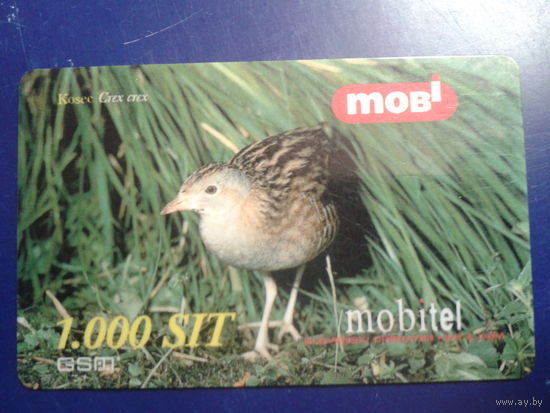 Kosec Crex crex
MOBI
1.000 SIT
GSM
mobitel
www.ay.by